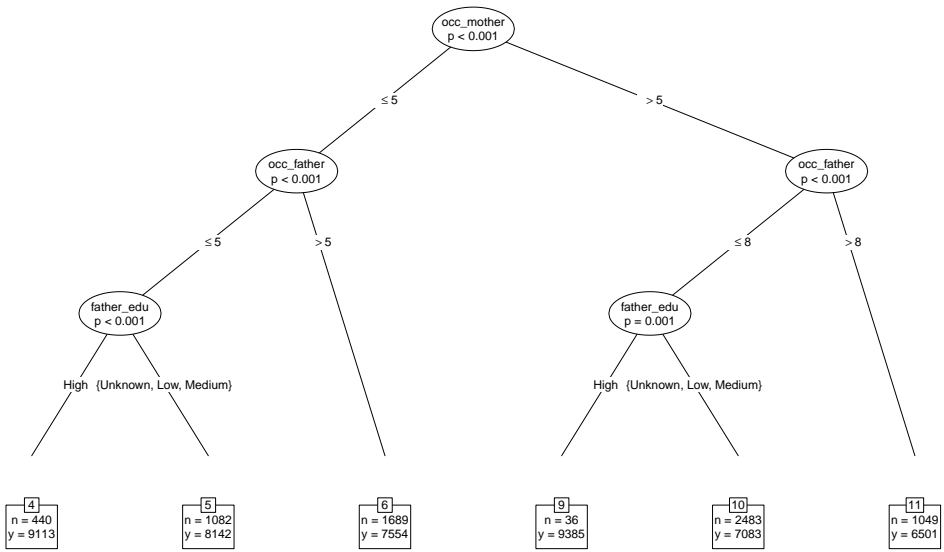 occ_mother
p < 0.001
≤ 5
> 5
occ_father
p < 0.001
occ_father
p < 0.001
≤ 5
> 5
≤ 8
> 8
father_edu
p < 0.001
father_edu
p = 0.001
High
{Unknown, Low, Medium}
High
{Unknown, Low, Medium}
4
n = 440
y = 9113
5
n = 1082
y = 8142
6
n = 1689
y = 7554
9
n = 36
y = 9385
10
n = 2483
y = 7083
11
n = 1049
y = 6501